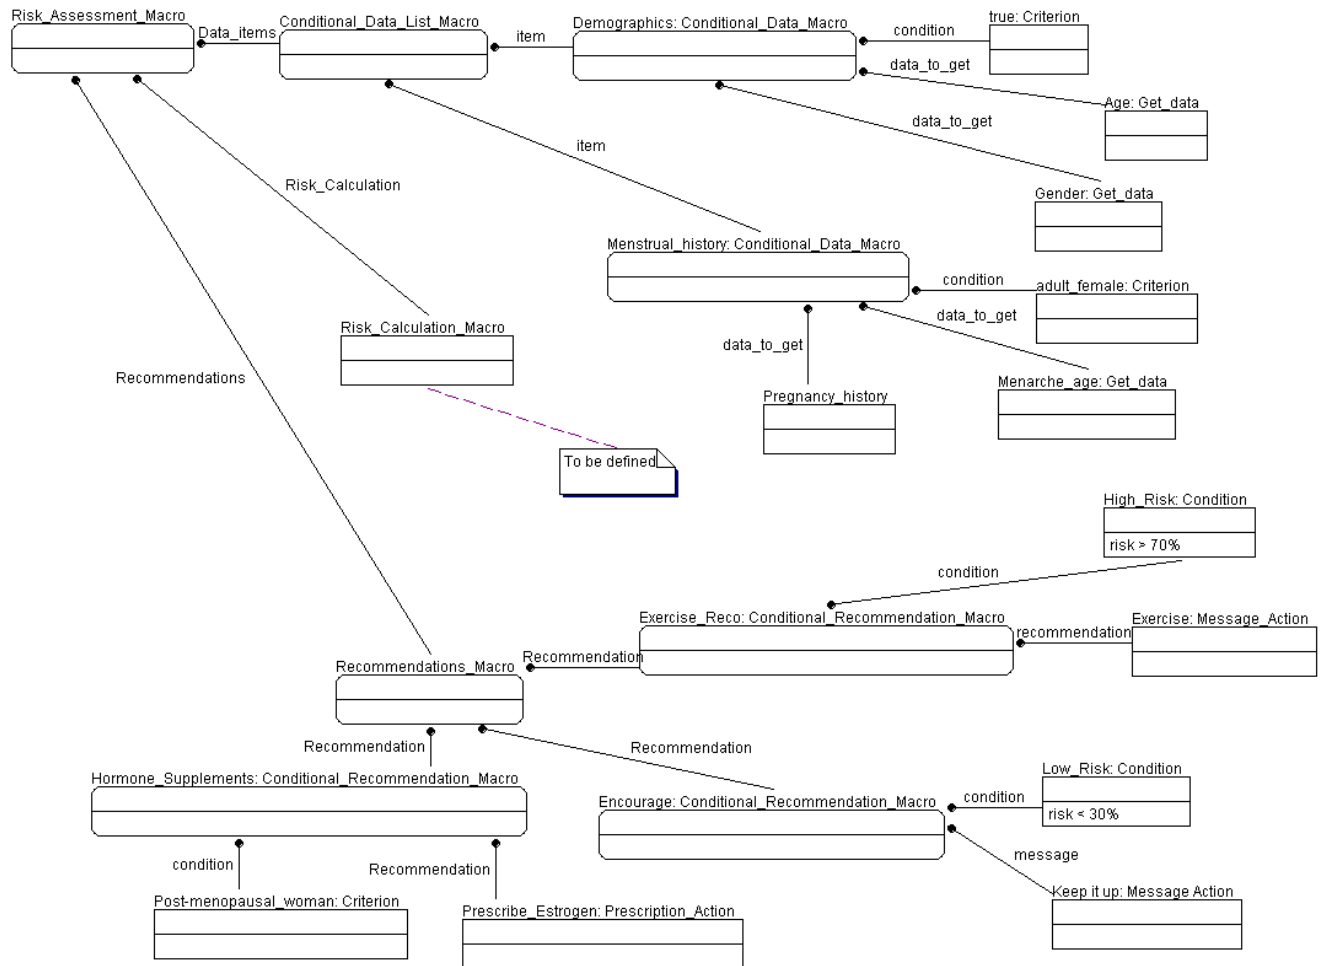 Risk_Assessment_Macro
Data_items
Conditional_Data_List_Macro
item
Demographics: Conditional_Data_Macro
condition
true: Criterion
data_to_get
Age: Get_data
data_to_get
item
Gender: Get_data
Risk_Calculation
Menstrual_history: Conditional_Data_Macro
condition
adult_female: Criterion
data_to_get
Risk_Calculation_Macro
data_to_get
Recommendations
Menarche_age: Get_data
Pregnancy_history
To be defined
High_Risk: Condition
risk > 70%
condition
Exercise_Reco: Conditional_Recommendation_Macro
recommendation
Exercise: Message_Action
Recommendation
Recommendations_Macro
Recommendation
Recommendation
Hormone_Supplements: Conditional_Recommendation_Macro
Low_Risk: Condition
Encourage: Conditional_Recommendation_Macro
condition
risk < 30%
condition
Recommendation
message
Post-menopausal_woman: Criterion
Prescribe_Estrogen: Prescription_Action
Keep it up: Message Action